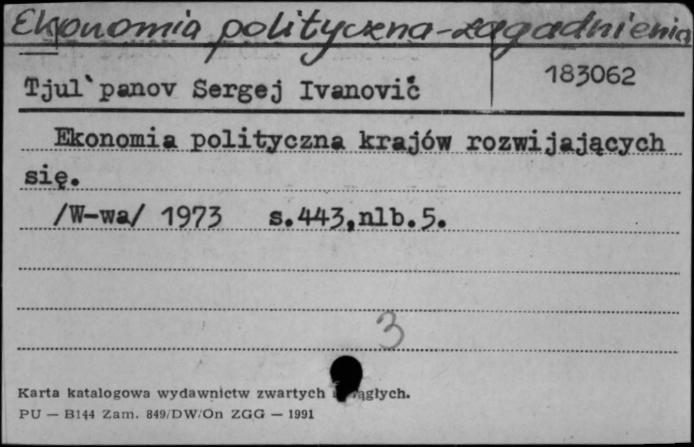 Ekonomia polityczna-zagadnienia
183062
Tjul`panov Sergej Ivanovič
Ekonomia polityczna krajów rozwijających
się.
/W-wa/ 1973 s.443,nlb.5.
3
Karta katalogowa wydawnictw zwartych
PU — B144 Zam. 849/DW/On ZGG — 1991